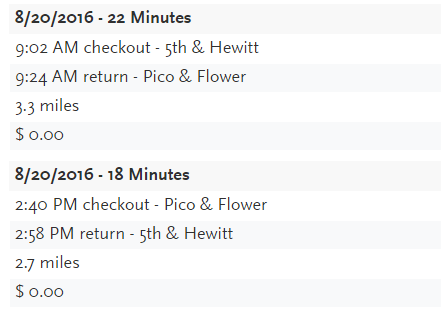 8/20/2016 - 22 Minutes
9:02 AM checkout - 5th & Hewitt
9:24 AM return - Pico & Flower
3.3 miles
$ 0.00
8/20/2016 - 18 Minutes
2:40 PM checkout - Pico & Flower
2:58 PM return - 5th & Hewitt
2.7 miles
$ 0.00